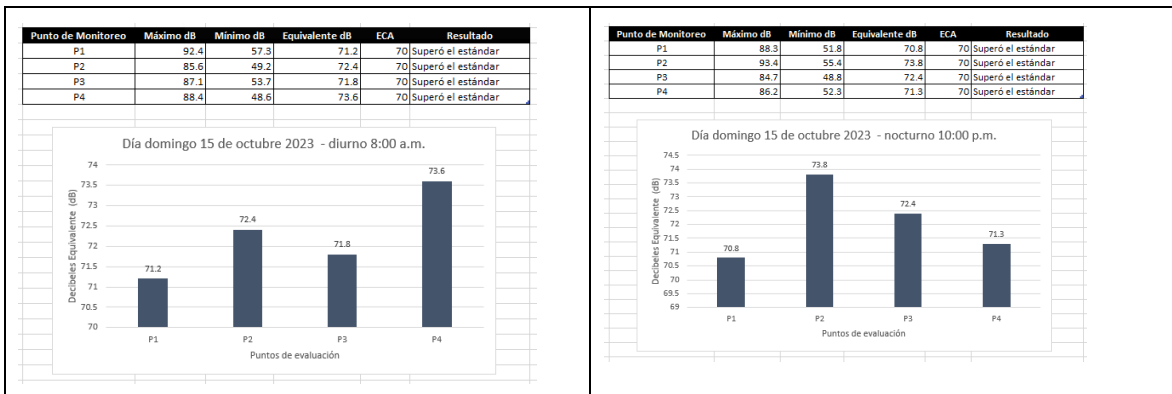 Punto de Monitoreo Máximo dB Mínimo dB Equivalente dB ECA Resultado
P1 92.4 57.3 71.2 70 Superó el estándar
P2 85.6 49.2 72.4 70 Superó el estándar
P3 87.1 53.7 71.8 70 Superó el estándar
P4 88.4 48.6 73.6 70 Superó el estándar
Día domingo 15 de octubre 2023 - diurno 8:00 a.m.
Decibeles Equivalente (dB)
74
73.5
73
72.5
72
71.5
71
70.5
70
71.2
72.4
71.8
73.6
P1 P2 P3 P4
Puntos de evaluación
Punto de Monitoreo Máximo dB Mínimo dB Equivalente dB ECA Resultado
P1 88.3 51.8 70.8 70 Superó el estándar
P2 93.4 55.4 73.8 70 Superó el estándar
P3 84.7 48.8 72.4 70 Superó el estándar
P4 86.2 52.3 71.3 70 Superó el estándar
Día domingo 15 de octubre 2023 - nocturno 10:00 p.m.
Decibeles Equivalente (dB)
74.5
74
73.5
73
72.5
72
71.5
71
70.5
70
69.5
69
70.8
73.8
72.4
71.3
P1 P2 P3 P4
Puntos de evaluación